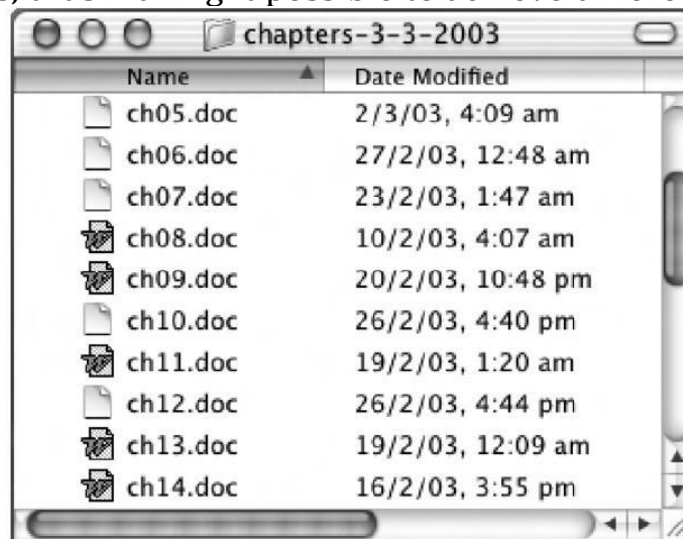 chapters-3-3-2003
Name Date Modified
ch05.doc 2/3/03, 4:09 am
ch06.doc 27/2/03, 12:48 am
ch07.doc 23/2/03, 1:47 am
ch08.doc 10/2/03, 4:07 am
ch09.doc 20/2/03, 10:48 pm
ch10.doc 26/2/03, 4:40 pm
ch11.doc 19/2/03, 1:20 am
ch12.doc 26/2/03, 4:44 pm
ch13.doc 19/2/03, 12:09 am
ch14.doc 16/2/03, 3:55 pm